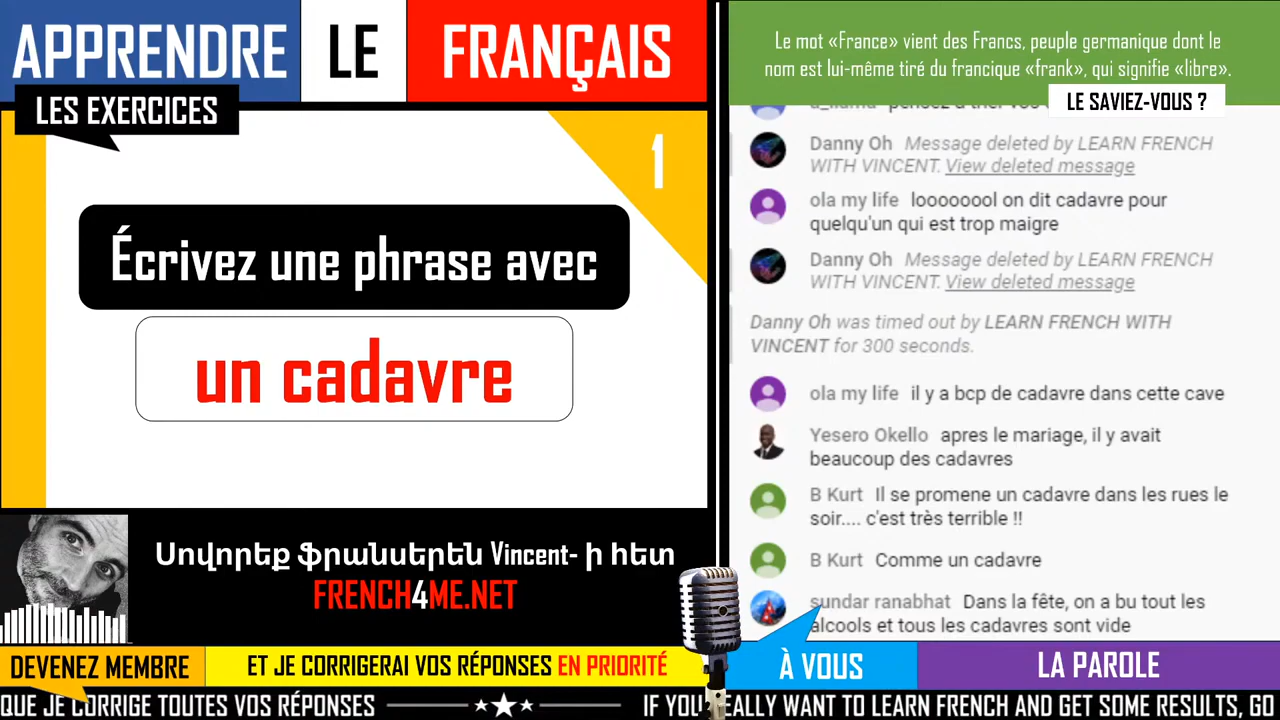 APPRENDRE LE FRANÇAIS
LES EXERCICES
1
Écrivez une phrase avec
un cadavre
Սովորեք ֆրանսերեն Vincent- ի հետ
FRENCH4ME.NET
Le mot «France» vient des Francs, peuple germanique dont le
nom est lui-même tiré du francique «frank», qui signifie «libre».
LE SAVIEZ-VOUS ?
Danny Oh Message deleted by LEARN FRENCH
WITH VINCENT. View deleted message
ola my life looooooool on dit cadavre pour
quelqu'un qui est trop maigre
Danny Oh Message deleted by LEARN FRENCH
WITH VINCENT. View deleted message
Danny Oh was timed out by LEARN FRENCH WITH
VINCENT for 300 seconds.
ola my life il y a bcp de cadavre dans cette cave
Yesero Okello apres le mariage, il y avait
beaucoup des cadavres
B Kurt Il se promene un cadavre dans les rues le
soir.... c'est très terrible !!
B Kurt Comme un cadavre
sundar ranabhat Dans la fête, on a bu tout les
alcools et tous les cadavres sont vide
DEVENEZ MEMBRE
ET JE CORRIGERAI VOS RÉPONSES EN PRIORITÉ
À VOUS
LA PAROLE
QUE JE CORRIGE TOUTES VOS RÉPONSES
IF YOU REALLY WANT TO LEARN FRENCH AND GET SOME RESULTS, GO